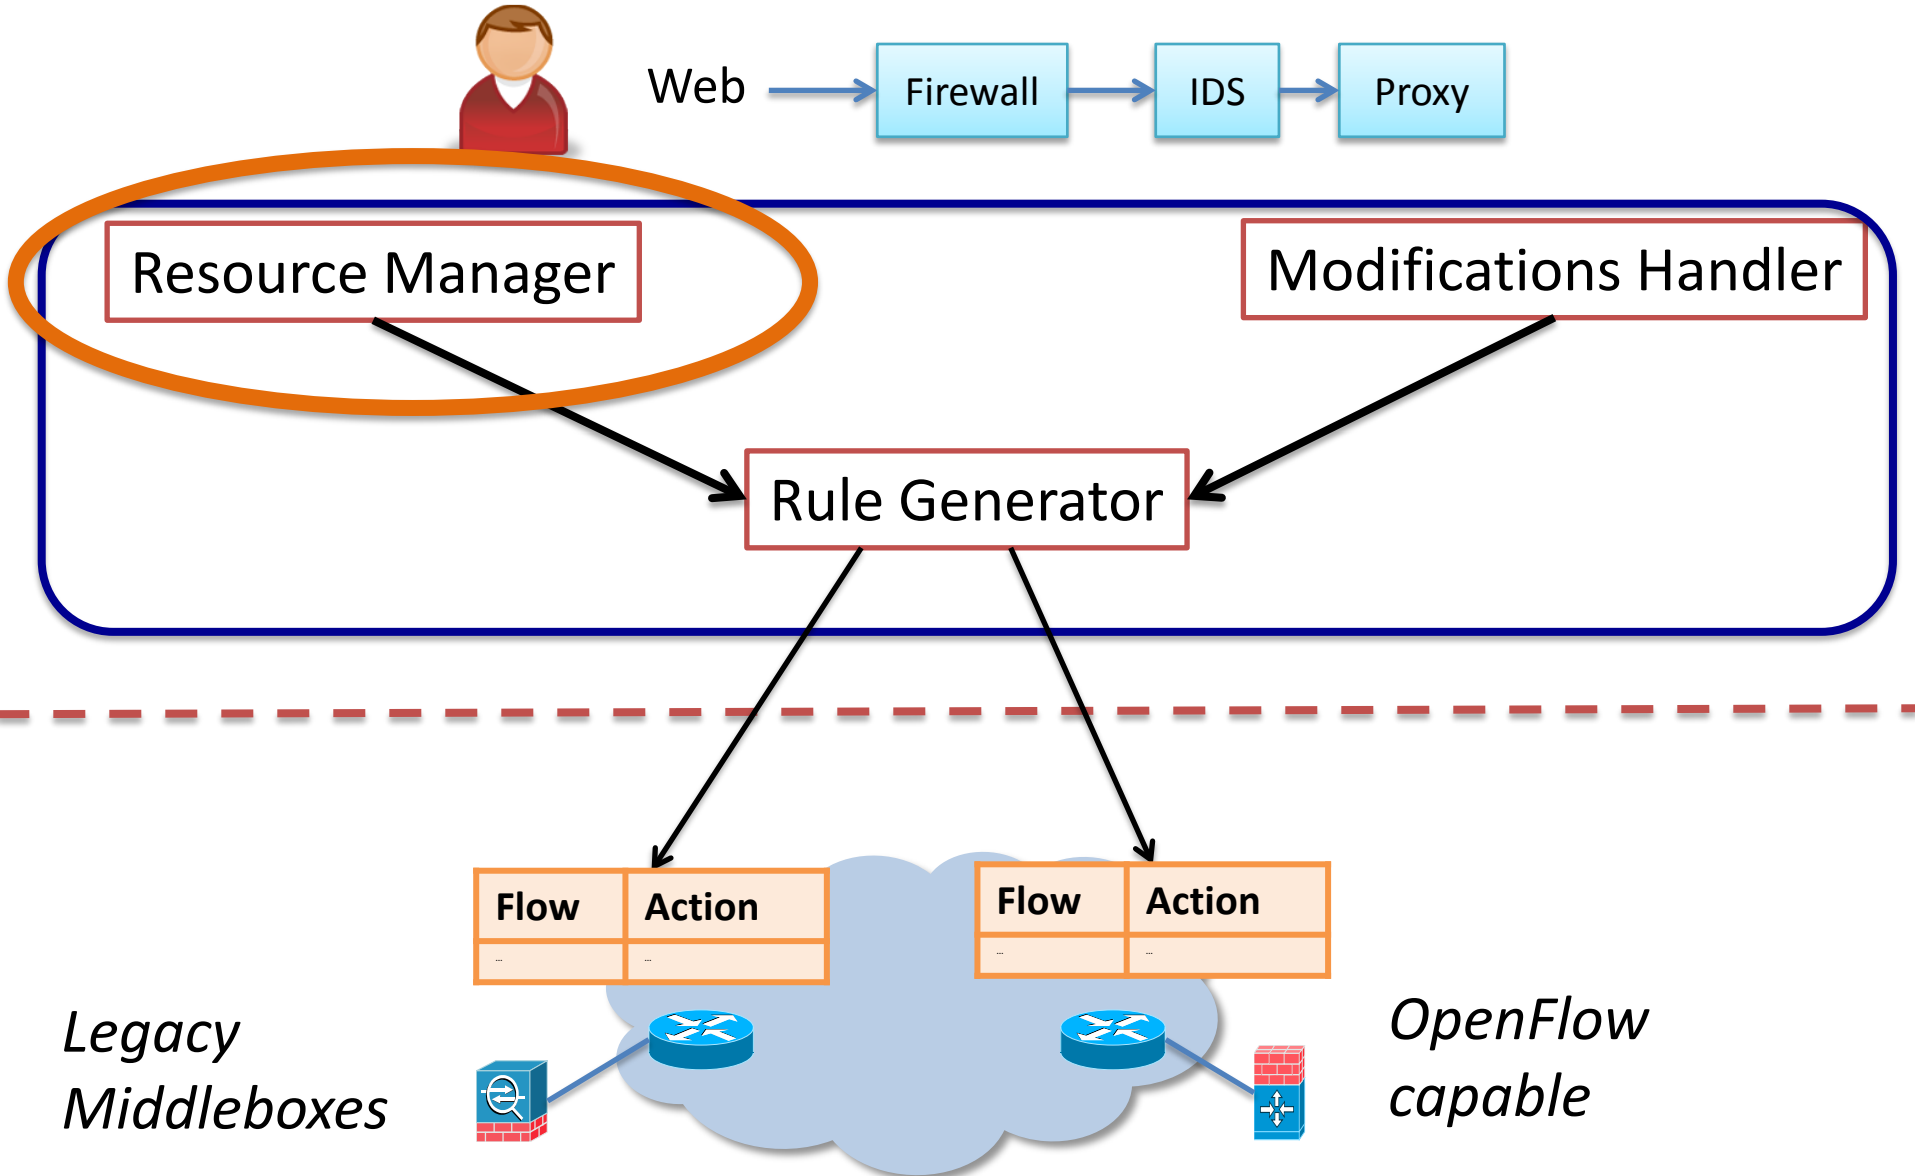 Web
Firewall
IDS
Proxy
Resource Manager
Modifications Handler
Rule Generator
Flow
Action
...
...
Flow
Action
...
...
Legacy
Middleboxes
OpenFlow
capable